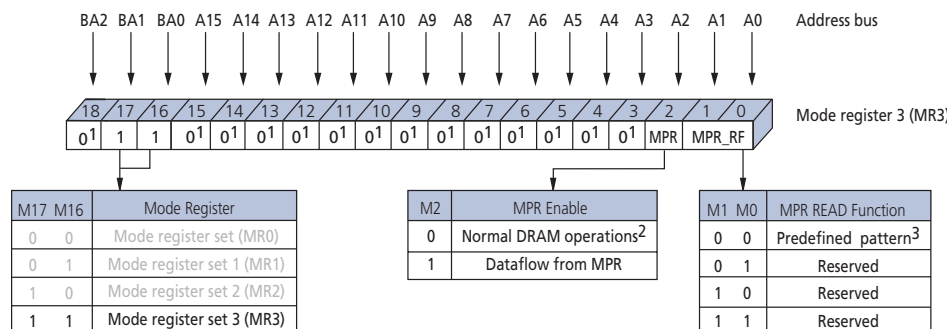 BA2 BA1 BA0 A15 A14 A13 A12 A11 A10 A9 A8 A7 A6 A5 A4 A3 A2 A1 A0 Address bus
18 17 16 15 14 13 12 11 10 9 8 7 6 5 4 3 2 1 0 Mode register 3 (MR3)
0¹ 1 1 0¹ 0¹ 0¹ 0¹ 0¹ 0¹ 0¹ 0¹ 0¹ 0¹ 0¹ 0¹ 0¹ MPR MPR_RF
M17 M16 Mode Register
0 0 Mode register set (MR0)
0 1 Mode register set 1 (MR1)
1 0 Mode register set 2 (MR2)
1 1 Mode register set 3 (MR3)
M2 MPR Enable
0 Normal DRAM operations²
1 Dataflow from MPR
M1 M0 MPR READ Function
0 0 Predefined pattern³
0 1 Reserved
1 0 Reserved
1 1 Reserved